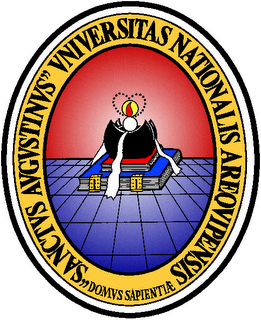 "SANCTVS AVGVSTINVS" VNIVERSITAS NATIONALIS AREQVIPENSIS
"DOMVS SAPIENTIÆ